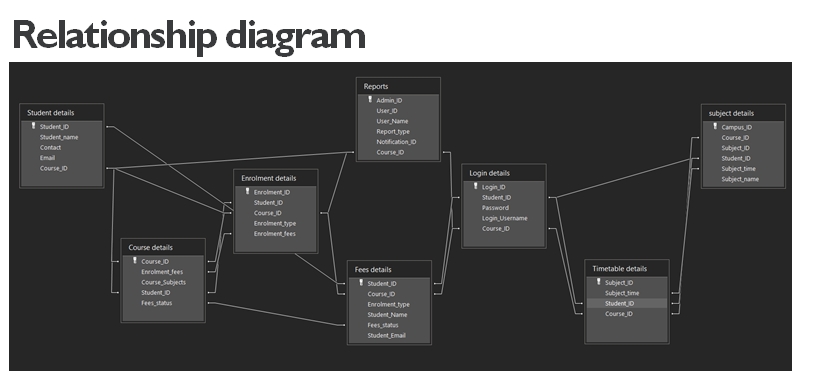 Relationship diagram
Student details
Student_ID
Student_name
Contact
Email
Course_ID
Course details
Course_ID
Enrolment_fees
Course_Subjects
Student_ID
Fees_status
Enrolment details
Enrolment_ID
Student_ID
Course_ID
Enrolment_type
Enrolment_fees
Reports
Admin_ID
User_ID
User_Name
Report_type
Notification_ID
Course_ID
Fees details
Student_ID
Course_ID
Enrolment_type
Student_Name
Fees_status
Student_Email
Login details
Login_ID
Student_ID
Password
Login_Username
Course_ID
Timetable details
Subject_ID
Subject_time
Student_ID
Course_ID
subject details
Campus_ID
Course_ID
Subject_ID
Student_ID
Subject_time
Subject_name